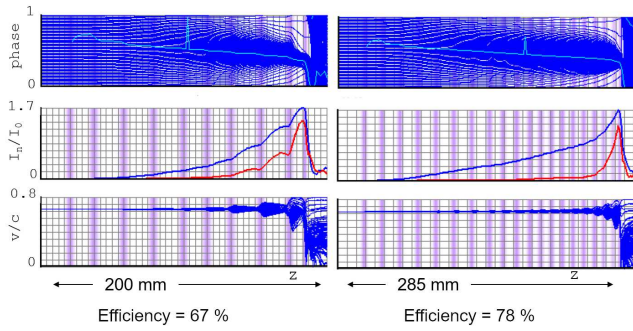 1
phase
0
1.7
Iₙ/I₀
0
0.8
v/c
0
z
z
200 mm
285 mm
Efficiency = 67 %
Efficiency = 78 %